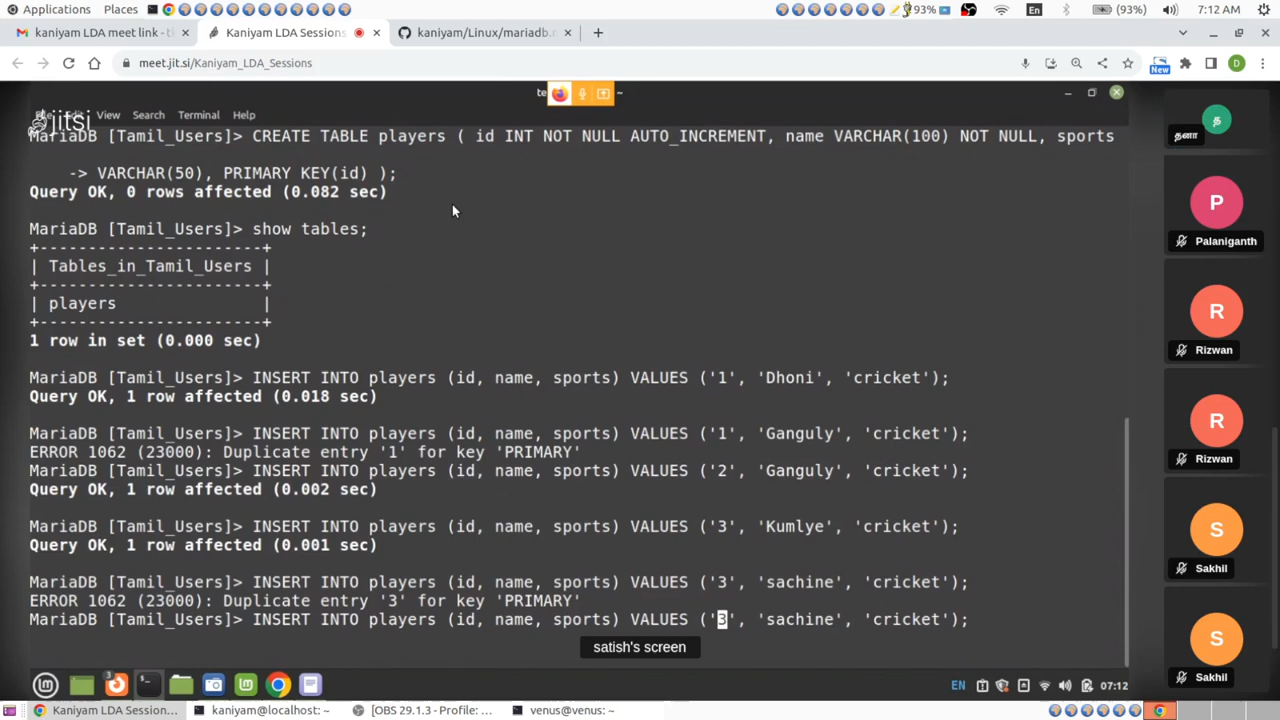 Applications Places 93% En (93%) 7:12 AM
kaniyam LDA meet link - t Kaniyam LDA Sessions kaniyam/Linux/mariadb.
meet.jit.si/Kaniyam_LDA_Sessions New D
te ~
jitsi View Search Terminal Help
MariaDB [Tamil_Users]> CREATE TABLE players ( id INT NOT NULL AUTO_INCREMENT, name VARCHAR(100) NOT NULL, sports
-> VARCHAR(50), PRIMARY KEY(id) );
Query OK, 0 rows affected (0.082 sec)
MariaDB [Tamil_Users]> show tables;
+-----------------------+
| Tables_in_Tamil_Users |
+-----------------------+
| players               |
+-----------------------+
1 row in set (0.000 sec)
MariaDB [Tamil_Users]> INSERT INTO players (id, name, sports) VALUES ('1', 'Dhoni', 'cricket');
Query OK, 1 row affected (0.018 sec)
MariaDB [Tamil_Users]> INSERT INTO players (id, name, sports) VALUES ('1', 'Ganguly', 'cricket');
ERROR 1062 (23000): Duplicate entry '1' for key 'PRIMARY'
MariaDB [Tamil_Users]> INSERT INTO players (id, name, sports) VALUES ('2', 'Ganguly', 'cricket');
Query OK, 1 row affected (0.002 sec)
MariaDB [Tamil_Users]> INSERT INTO players (id, name, sports) VALUES ('3', 'Kumlye', 'cricket');
Query OK, 1 row affected (0.001 sec)
MariaDB [Tamil_Users]> INSERT INTO players (id, name, sports) VALUES ('3', 'sachine', 'cricket');
ERROR 1062 (23000): Duplicate entry '3' for key 'PRIMARY'
MariaDB [Tamil_Users]> INSERT INTO players (id, name, sports) VALUES ('3', 'sachine', 'cricket');
satish's screen
த
தனா
P
Palaniganth
R
Rizwan
R
Rizwan
S
Sakhil
S
Sakhil
3 EN 07:12
Kaniyam LDA Session... kaniyam@localhost: ~ [OBS 29.1.3 - Profile: ... venus@venus: ~